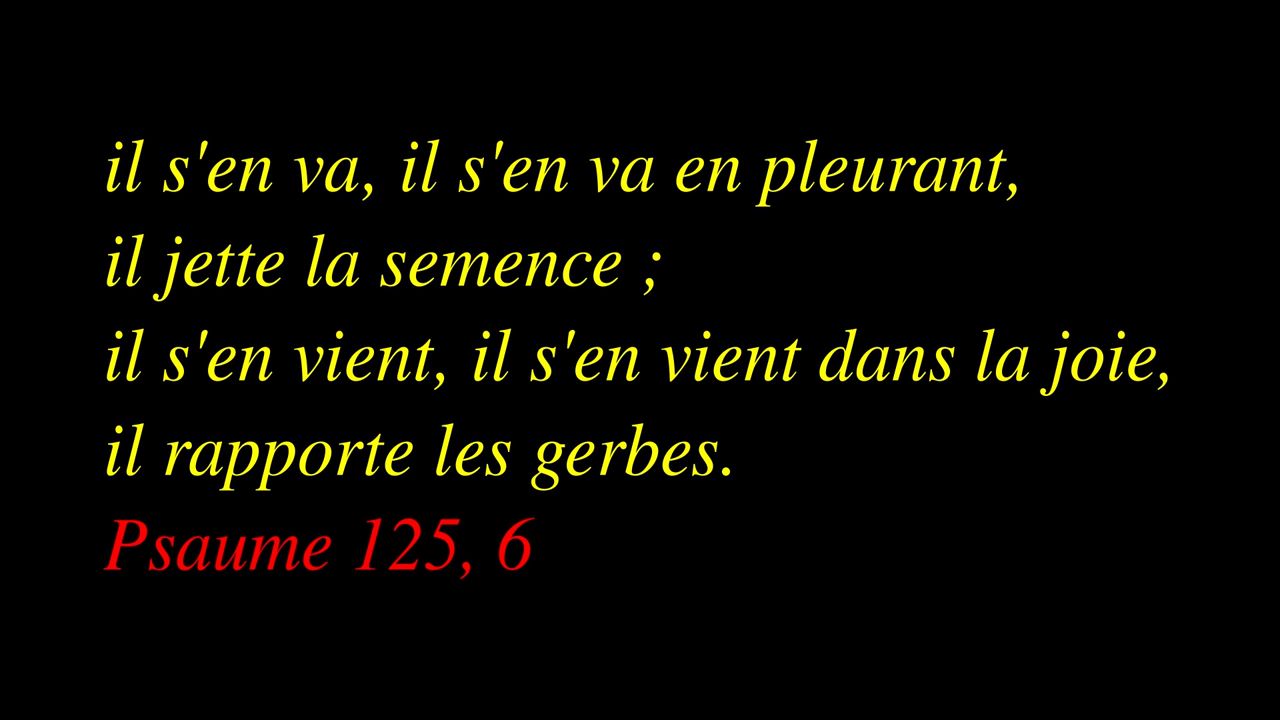 il s'en va, il s'en va en pleurant,
il jette la semence ;
il s'en vient, il s'en vient dans la joie,
il rapporte les gerbes.
Psaume 125, 6